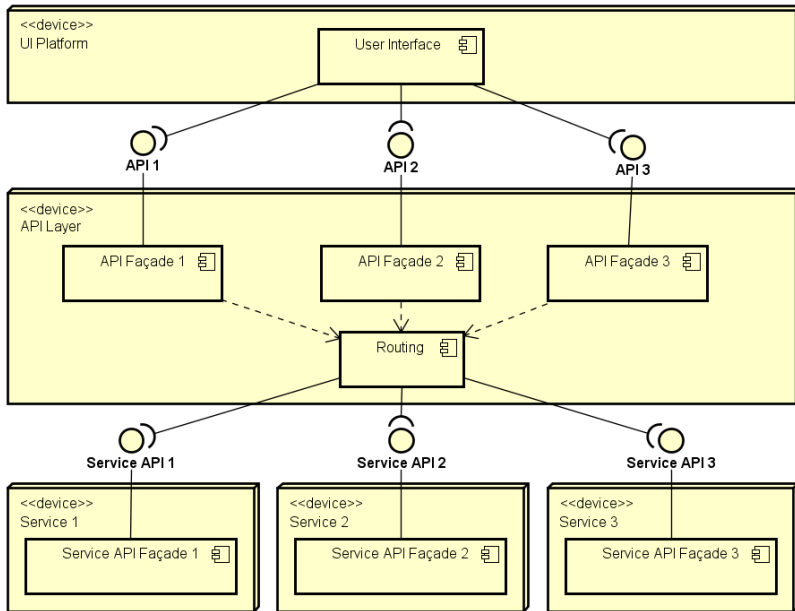 <<device>>
UI Platform
User Interface
API 1
API 2
API 3
<<device>>
API Layer
API Façade 1
API Façade 2
API Façade 3
Routing
Service API 1
Service API 2
Service API 3
<<device>>
Service 1
Service API Façade 1
<<device>>
Service 2
Service API Façade 2
<<device>>
Service 3
Service API Façade 3